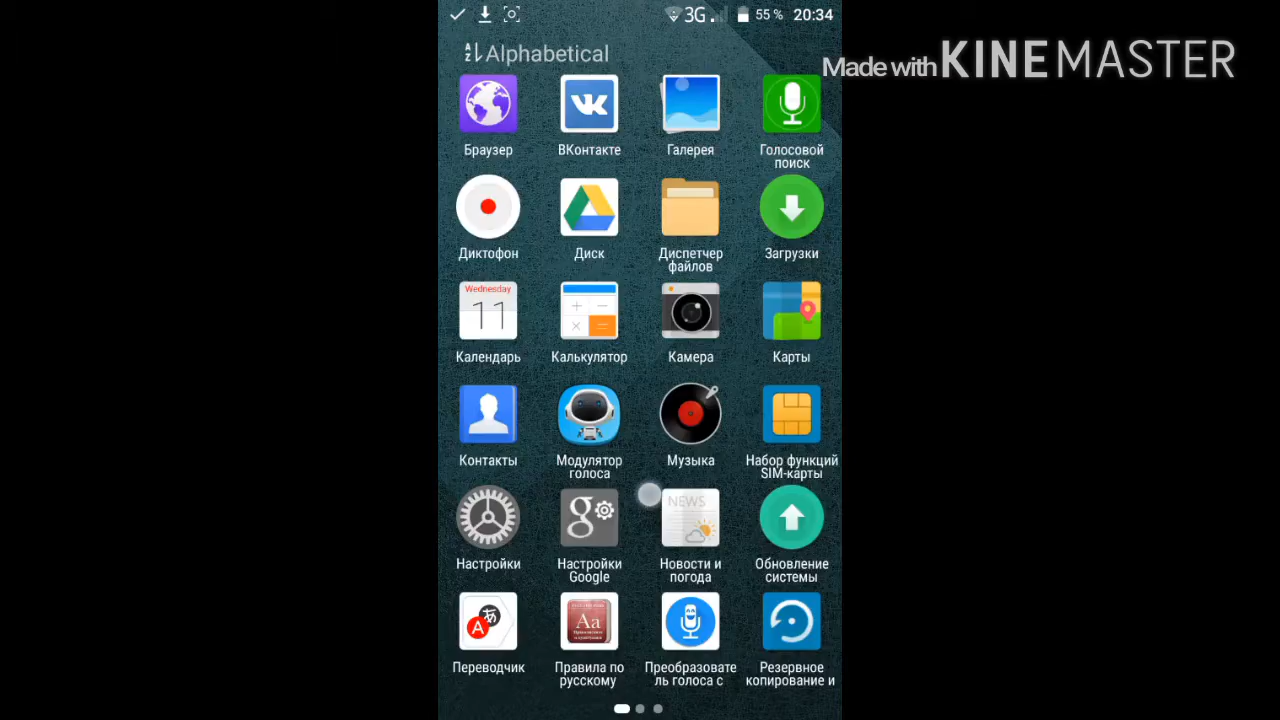 3G 55 % 20:34
Made with KINEMASTER
Alphabetical
Браузер
ВКонтакте
Галерея
Голосовой
поиск
Диктофон
Диск
Диспетчер
файлов
Загрузки
Wednesday
11
Календарь
Калькулятор
Камера
Карты
Контакты
Модулятор
голоса
Музыка
Набор функций
SIM-карты
Настройки
g
Настройки
Google
NEWS
Новости и
погода
Обновление
системы
A
Переводчик
Aa
Правила по
русскому
Преобразовате
ль голоса с
Резервное
копирование и